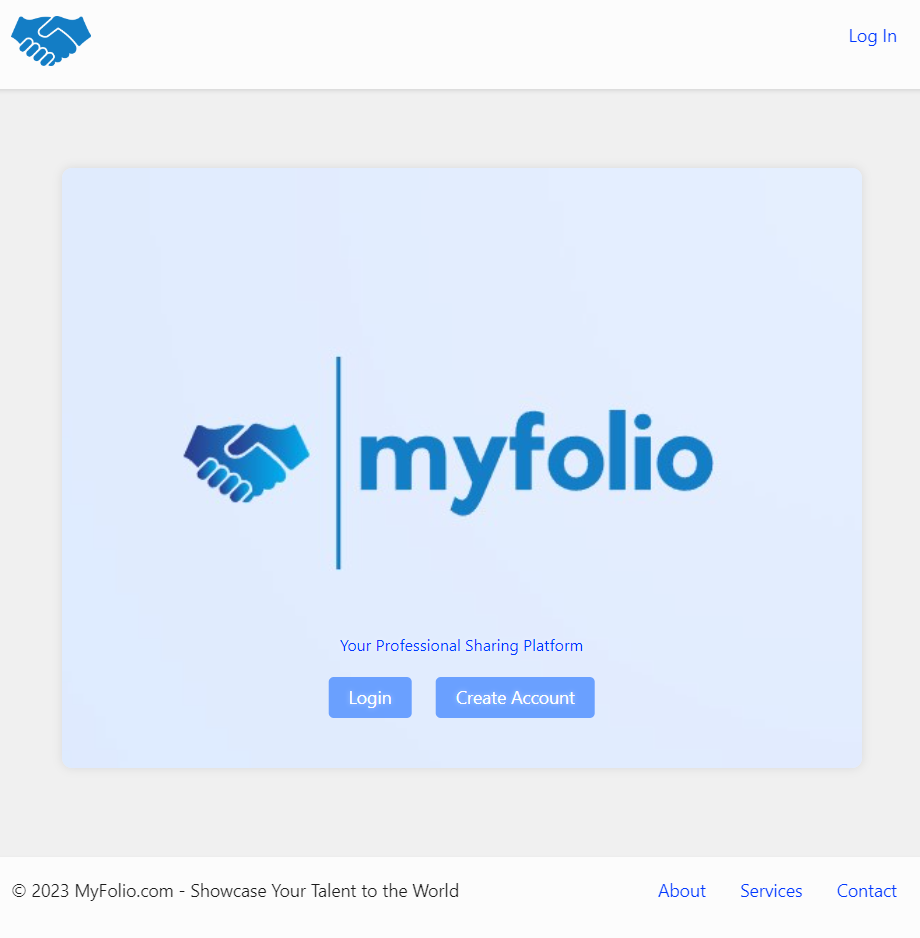 Log In
myfolio
Your Professional Sharing Platform
Login
Create Account
© 2023 MyFolio.com - Showcase Your Talent to the World
About
Services
Contact